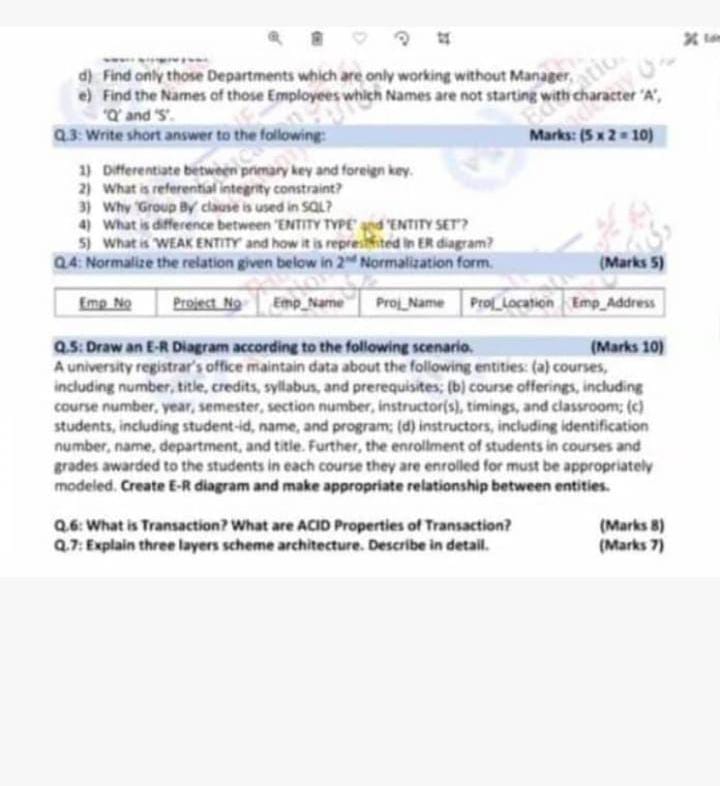 d) Find only those Departments which are only working without Manager.
e) Find the Names of those Employees which Names are not starting with character 'A',
'Q' and 'S'.
Q.3: Write short answer to the following: Marks: (5 x 2 = 10)
1) Differentiate between primary key and foreign key.
2) What is referential integrity constraint?
3) Why 'Group By' clause is used in SQL?
4) What is difference between 'ENTITY TYPE' and 'ENTITY SET'?
5) What is 'WEAK ENTITY' and how it is represented in ER diagram?
Q.4: Normalize the relation given below in 2nd Normalization form. (Marks 5)
Emp_No Project_No Emp_Name Proj_Name Proj_Location Emp_Address
Q.5: Draw an E-R Diagram according to the following scenario. (Marks 10)
A university registrar's office maintain data about the following entities: (a) courses,
including number, title, credits, syllabus, and prerequisites; (b) course offerings, including
course number, year, semester, section number, instructor(s), timings, and classroom; (c)
students, including student-id, name, and program; (d) instructors, including identification
number, name, department, and title. Further, the enrollment of students in courses and
grades awarded to the students in each course they are enrolled for must be appropriately
modeled. Create E-R diagram and make appropriate relationship between entities.
Q.6: What is Transaction? What are ACID Properties of Transaction? (Marks 8)
Q.7: Explain three layers scheme architecture. Describe in detail. (Marks 7)